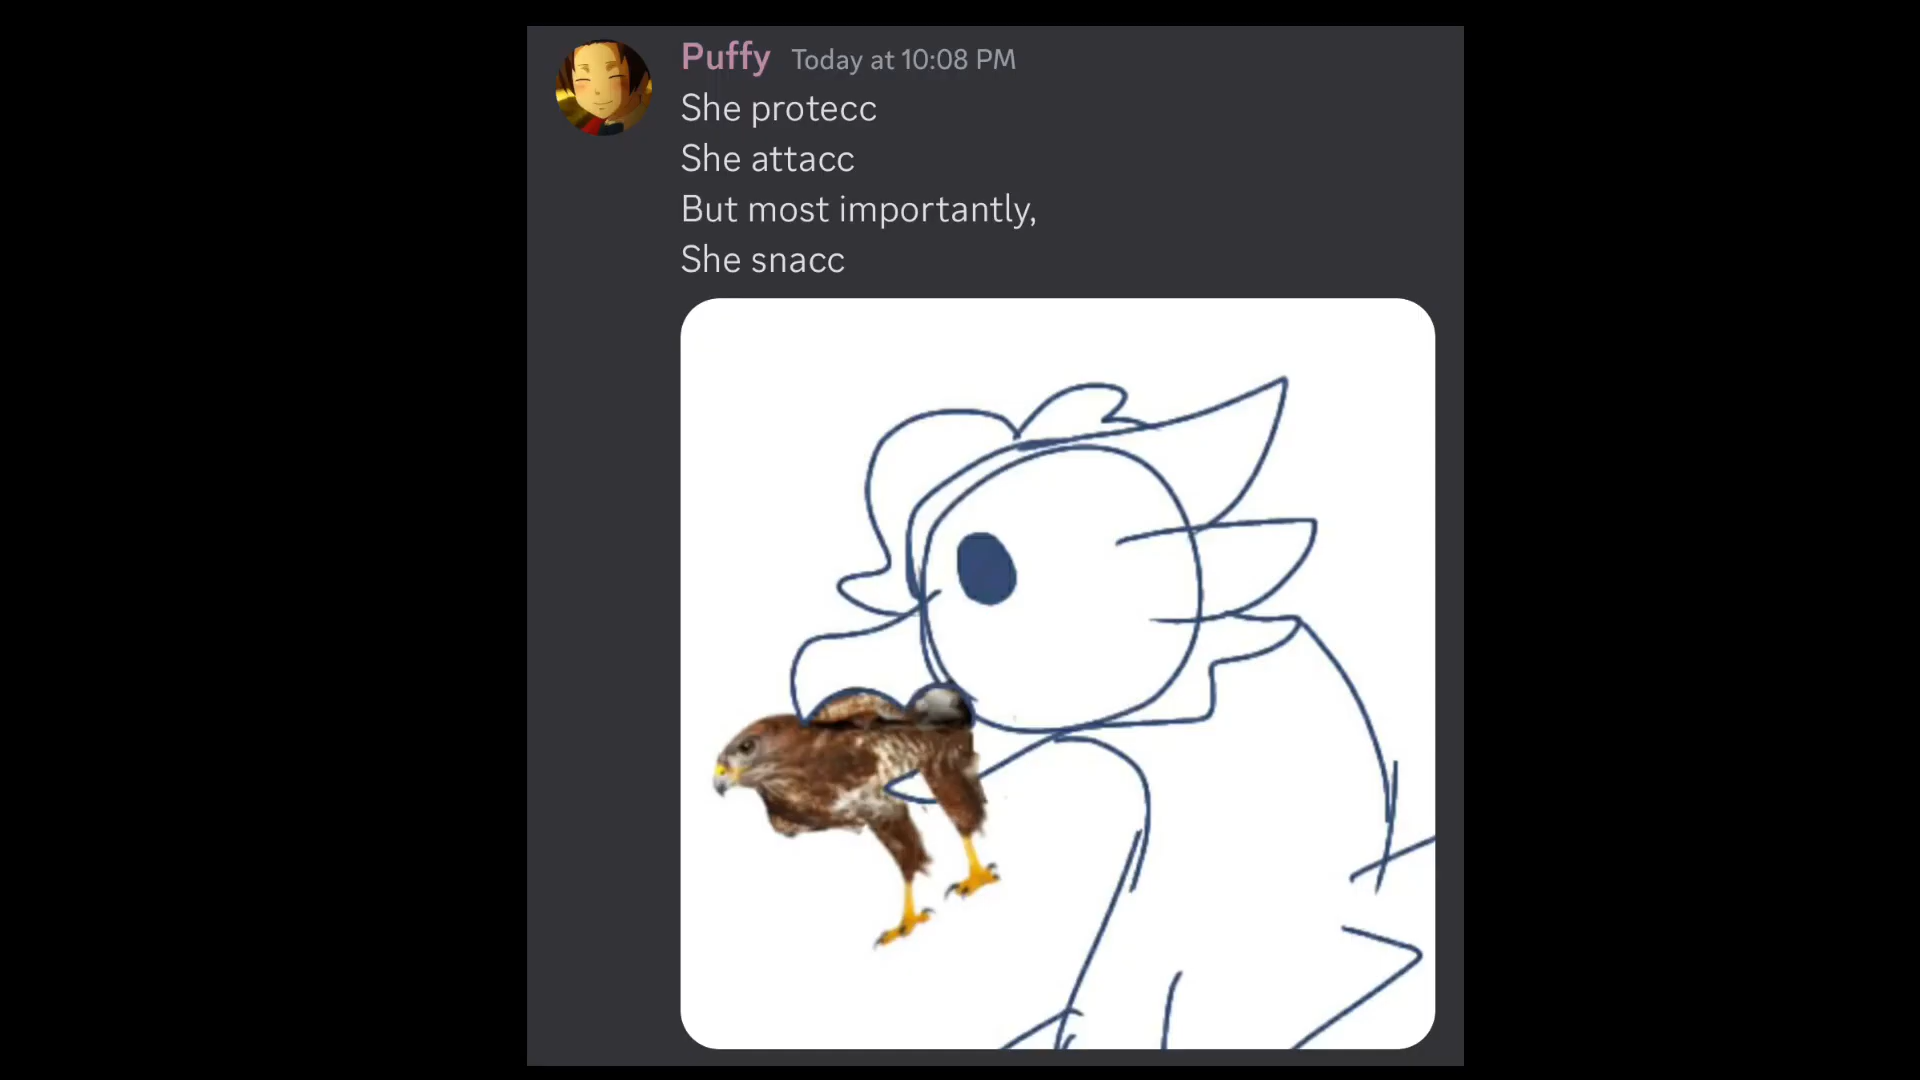 Puffy Today at 10:08 PM
She protecc
She attacc
But most importantly,
She snacc